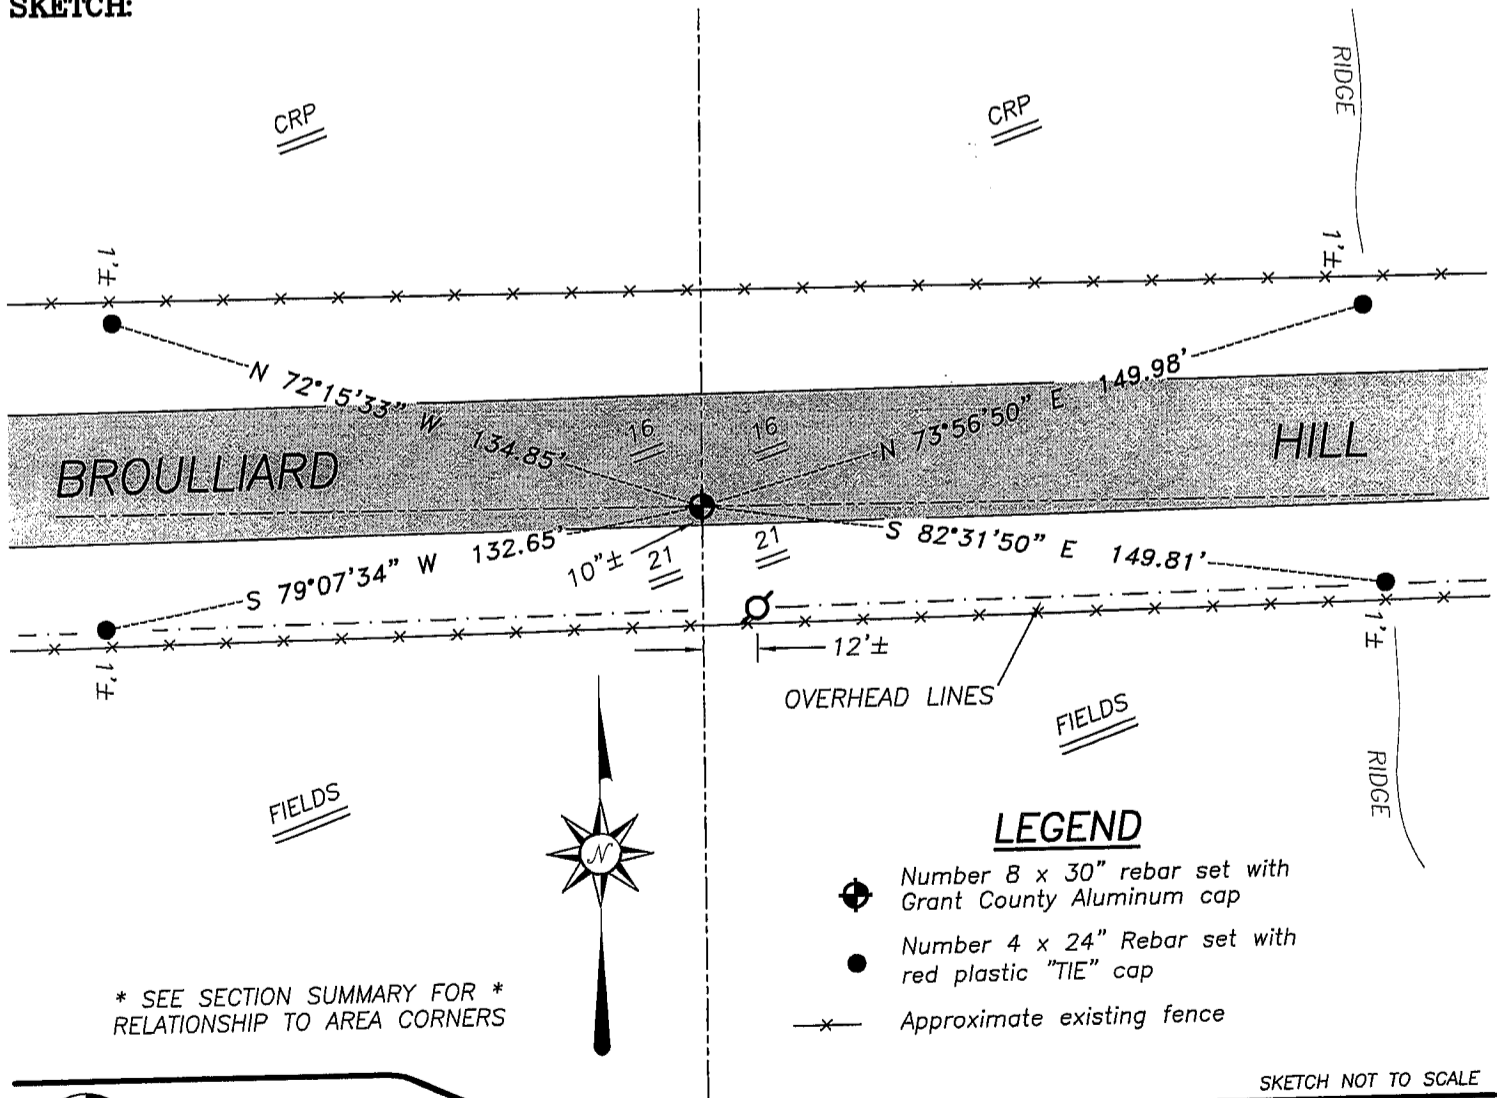 SKETCH:
CRP
CRP
RIDGE
1'±
1'±
N 72°15'33" W 134.85'
N 73°56'50" E 149.98'
16
16
BROULLIARD
HILL
S 79°07'34" W 132.65'
S 82°31'50" E 149.81'
10"±
21
21
1'±
12'±
1'±
OVERHEAD LINES
FIELDS
FIELDS
RIDGE
N
LEGEND
Number 8 x 30" rebar set with
Grant County Aluminum cap
Number 4 x 24" Rebar set with
red plastic "TIE" cap
Approximate existing fence
* SEE SECTION SUMMARY FOR *
RELATIONSHIP TO AREA CORNERS
SKETCH NOT TO SCALE